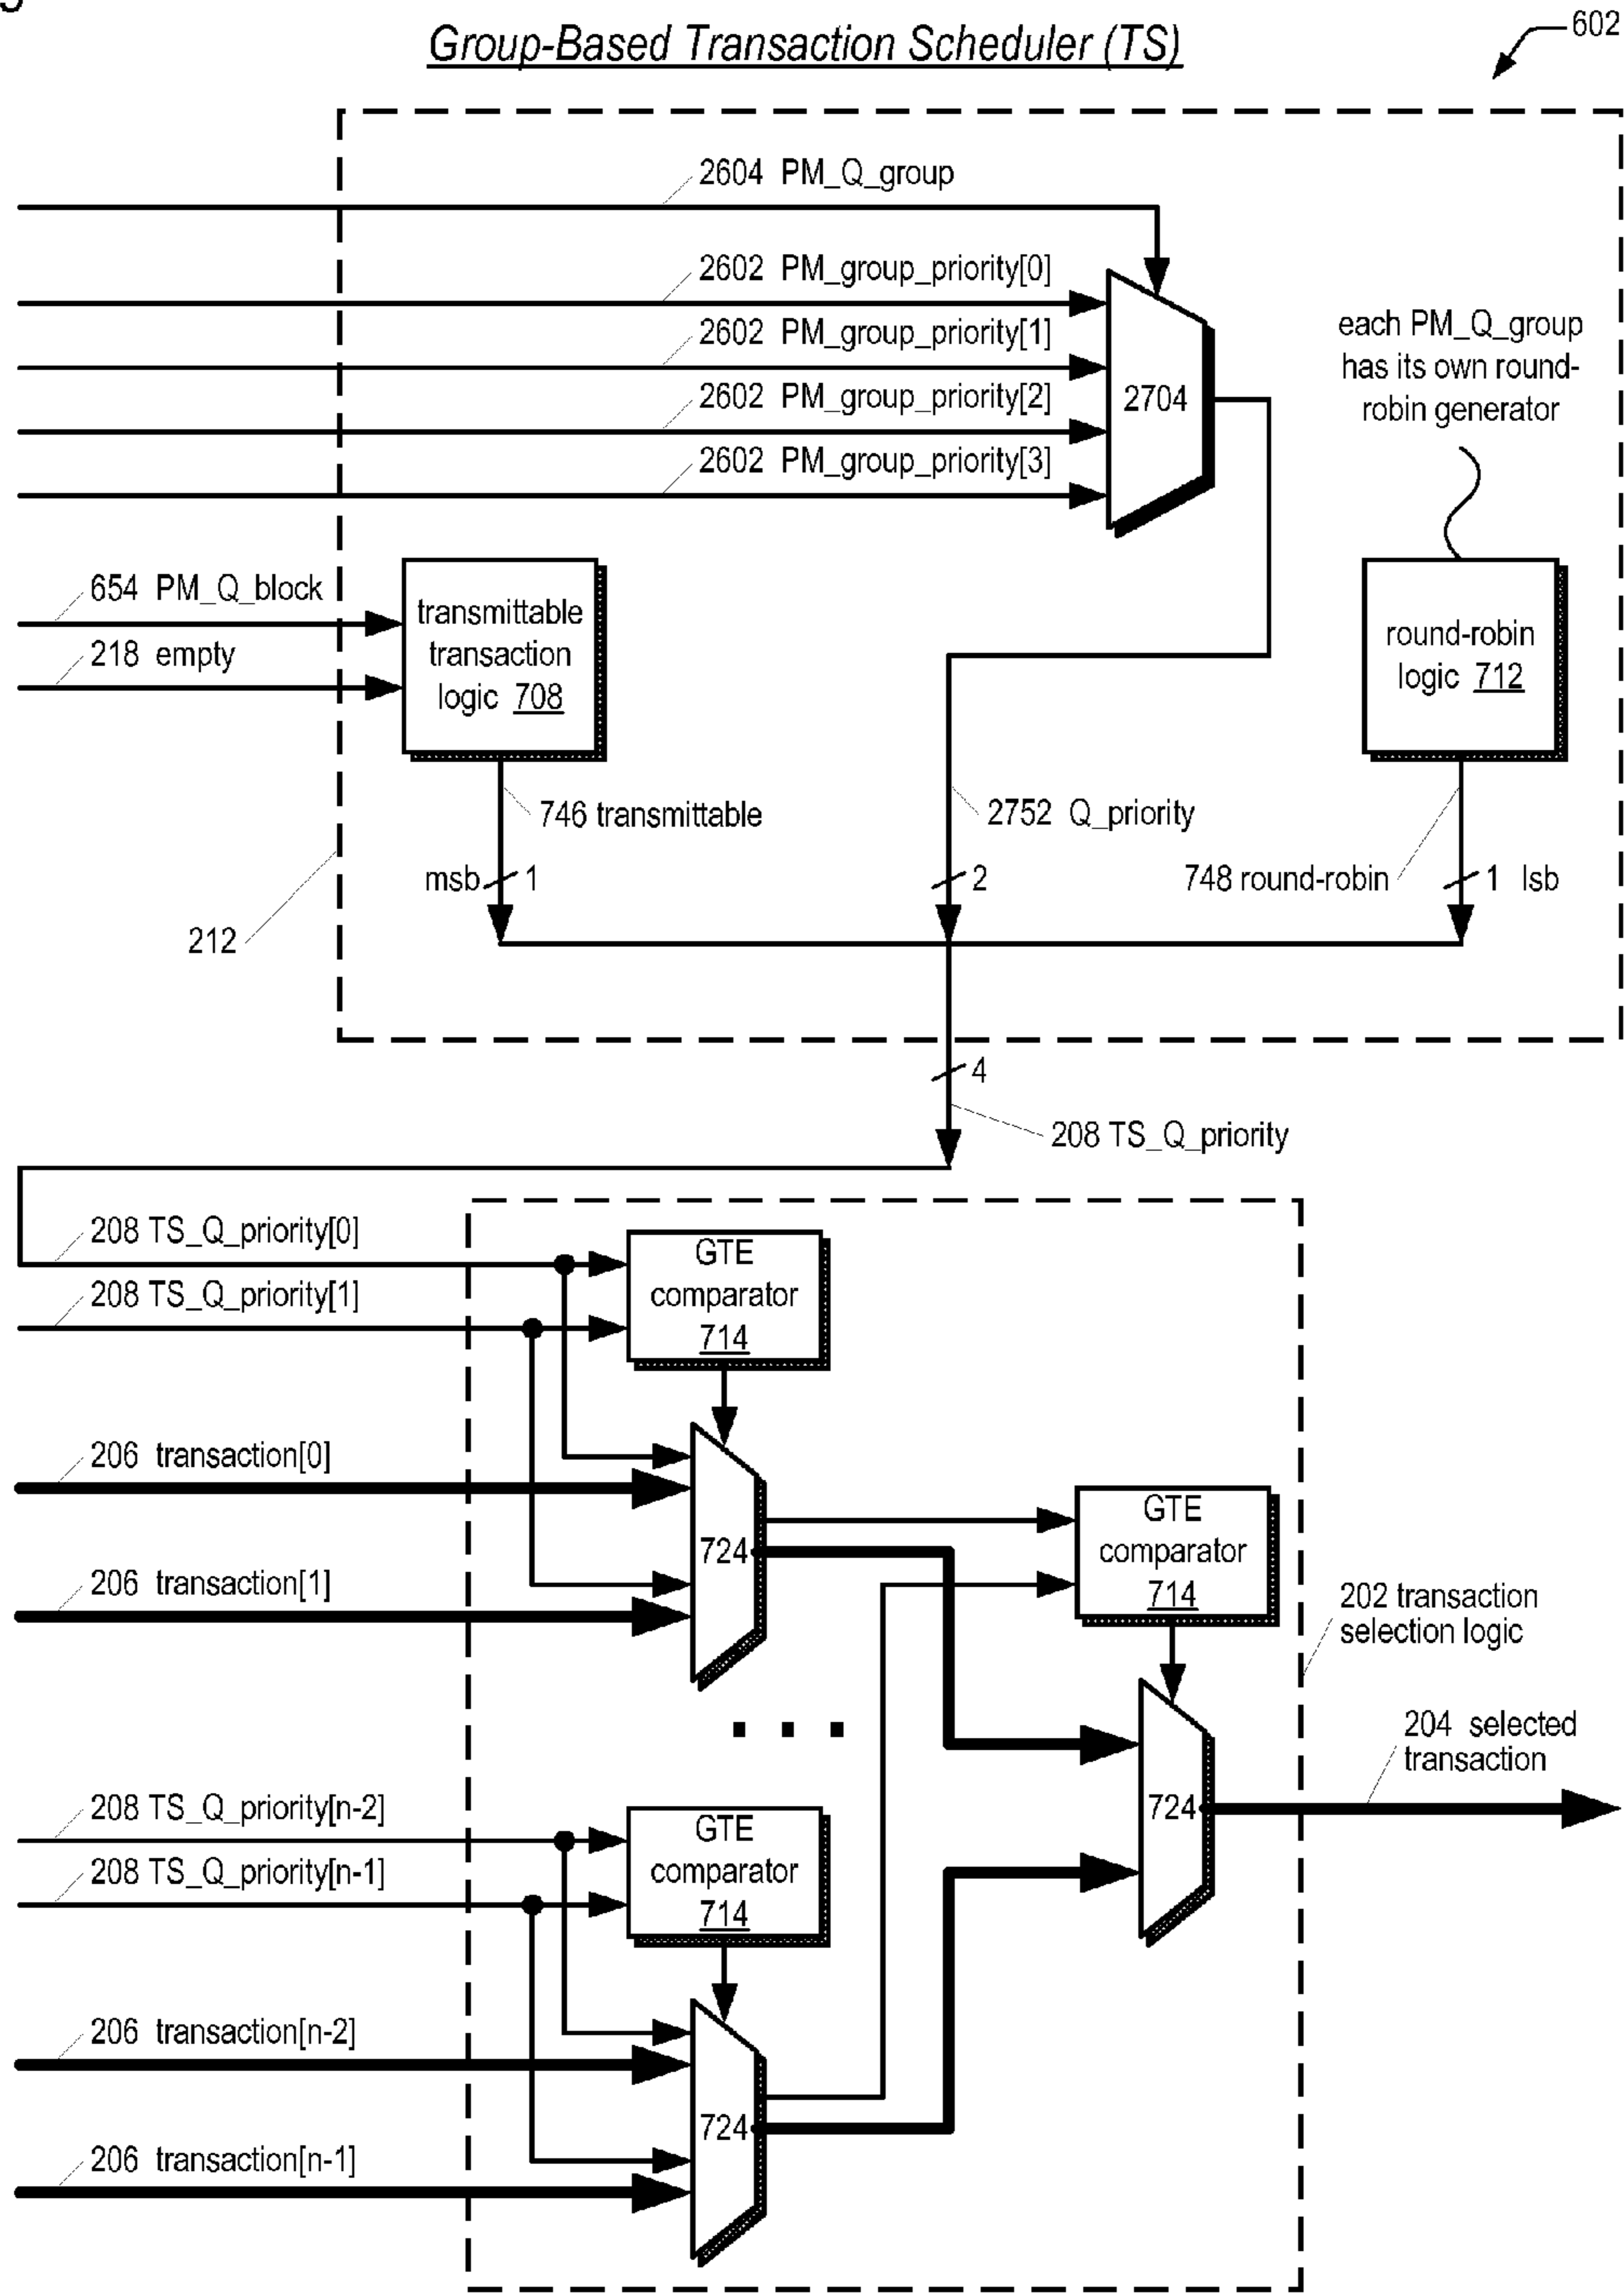 Group-Based Transaction Scheduler (TS)
602
2604 PM_Q_group
2602 PM_group_priority[0]
2602 PM_group_priority[1]
2602 PM_group_priority[2]
2602 PM_group_priority[3]
2704
each PM_Q_group
has its own round-
robin generator
654 PM_Q_block
218 empty
transmittable
transaction
logic 708
round-robin
logic 712
746 transmittable
2752 Q_priority
msb
1
2
748 round-robin
1 lsb
212
4
208 TS_Q_priority
208 TS_Q_priority[0]
208 TS_Q_priority[1]
GTE
comparator
714
206 transaction[0]
206 transaction[1]
724
GTE
comparator
714
202 transaction
selection logic
204 selected
transaction
724
. . .
208 TS_Q_priority[n-2]
208 TS_Q_priority[n-1]
GTE
comparator
714
206 transaction[n-2]
206 transaction[n-1]
724